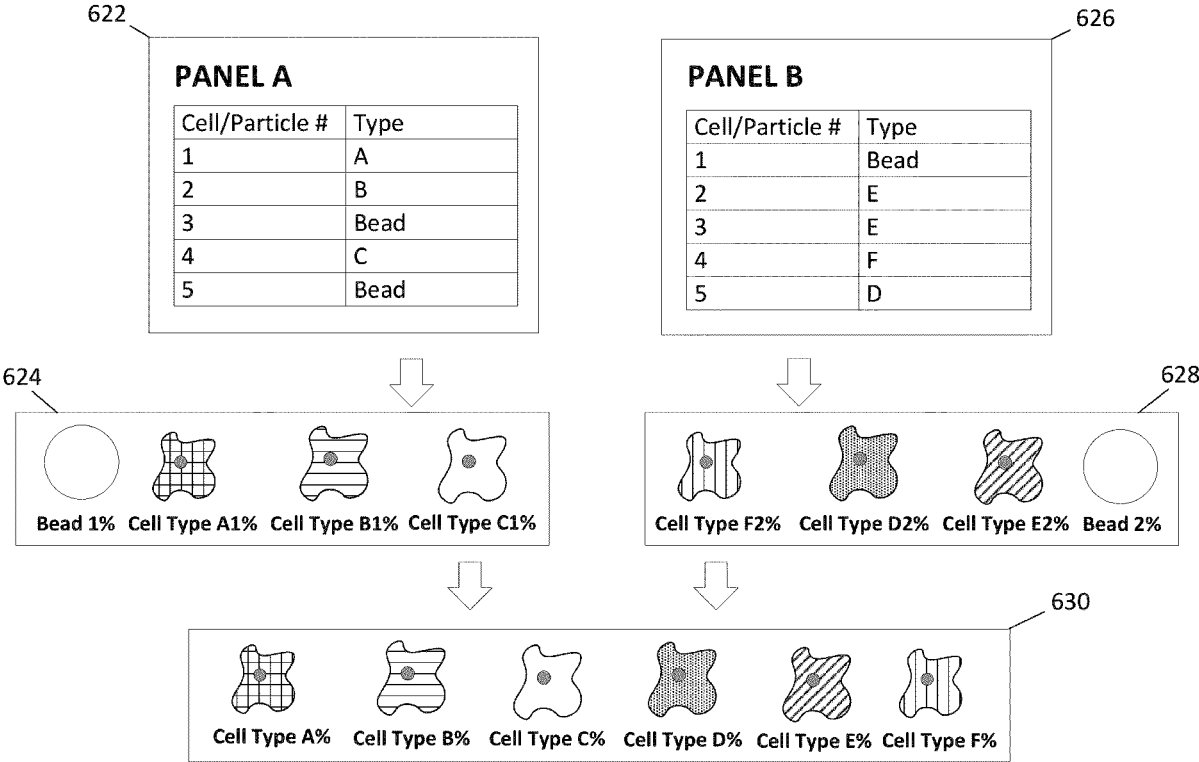 622
626
PANEL A
Cell/Particle # Type
1 A
2 B
3 Bead
4 C
5 Bead
PANEL B
Cell/Particle # Type
1 Bead
2 E
3 E
4 F
5 D
624
628
Bead 1% Cell Type A1% Cell Type B1% Cell Type C1%
Cell Type F2% Cell Type D2% Cell Type E2% Bead 2%
630
Cell Type A% Cell Type B% Cell Type C% Cell Type D% Cell Type E% Cell Type F%